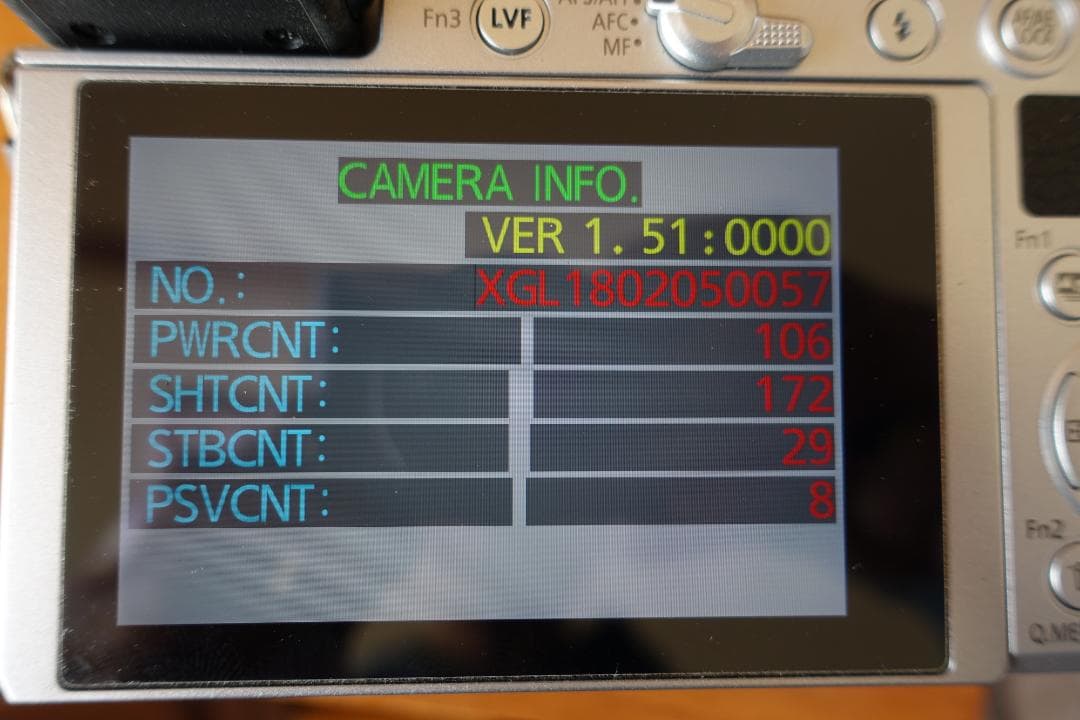 Fn3 LVF
AFC
MF
CAMERA INFO.
VER 1.51:0000
NO.: XGL1802050057
PWRCNT: 106
SHTCNT: 172
STBCNT: 29
PSVCNT: 8
Fn1
Fn2